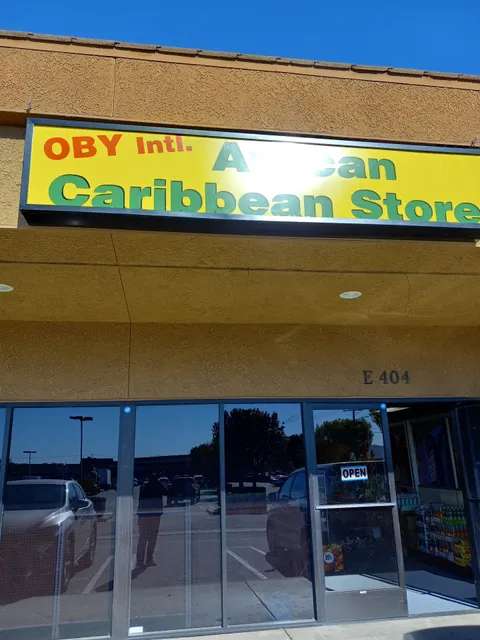 OBY Intl.
Caribbean Store
E 404
OPEN